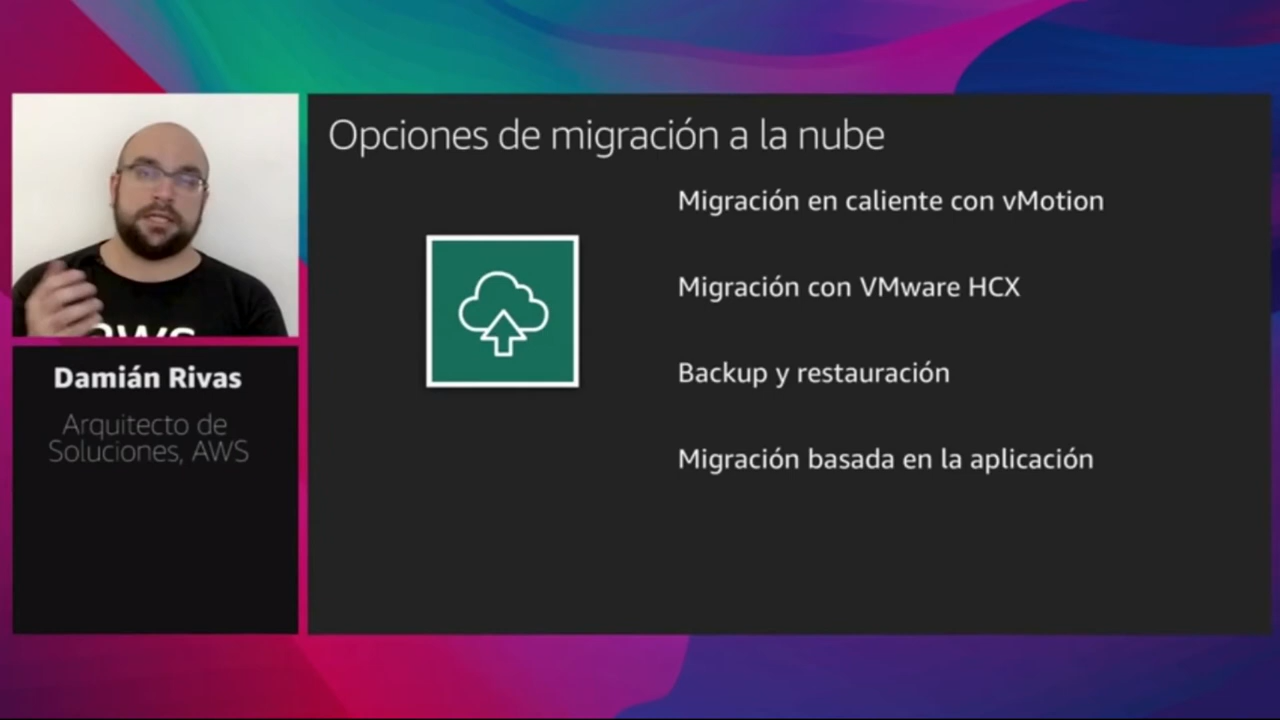 Opciones de migración a la nube
Migración en caliente con vMotion
Migración con VMware HCX
Backup y restauración
Migración basada en la aplicación
aws
Damián Rivas
Arquitecto de
Soluciones, AWS